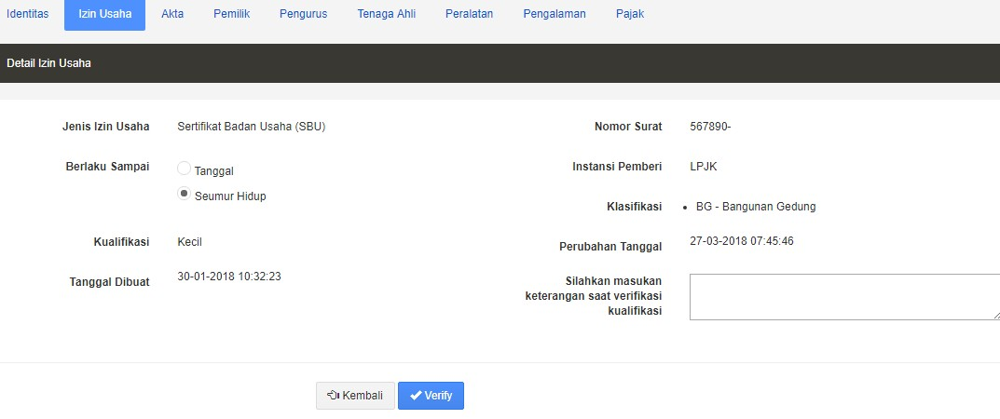 Identitas Izin Usaha Akta Pemilik Pengurus Tenaga Ahli Peralatan Pengalaman Pajak
Detail Izin Usaha
Jenis Izin Usaha Sertifikat Badan Usaha (SBU)
Berlaku Sampai Tanggal
Seumur Hidup
Kualifikasi Kecil
Tanggal Dibuat 30-01-2018 10:32:23
Nomor Surat 567890-
Instansi Pemberi LPJK
Klasifikasi • BG - Bangunan Gedung
Perubahan Tanggal 27-03-2018 07:45:46
Silahkan masukan
keterangan saat verifikasi
kualifikasi
Kembali Verify